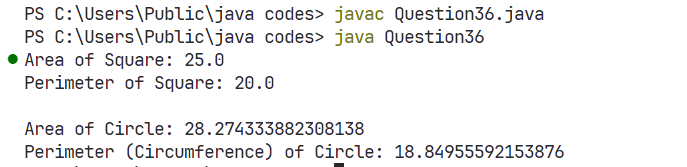 PS C:\Users\Public\java codes> javac Question36.java
PS C:\Users\Public\java codes> java Question36
Area of Square: 25.0
Perimeter of Square: 20.0
Area of Circle: 28.274333882308138
Perimeter (Circumference) of Circle: 18.84955592153876